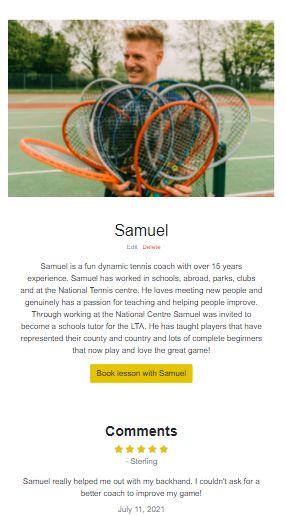 Samuel
Edit Delete
Samuel is a fun dynamic tennis coach with over 15 years
experience. Samuel has worked in schools, abroad, parks, clubs
and at the National Tennis centre. He loves meeting new people and
genuinely has a passion for teaching and helping people improve.
Through working at the National Centre Samuel was invited to
become a schools tutor for the LTA. He has taught players that have
represented their county and country and lots of complete beginners
that now play and love the great game!
Book lesson with Samuel
Comments
- Sterling
Samuel really helped me out with my backhand. I couldn't ask for a
better coach to improve my game!
July 11, 2021